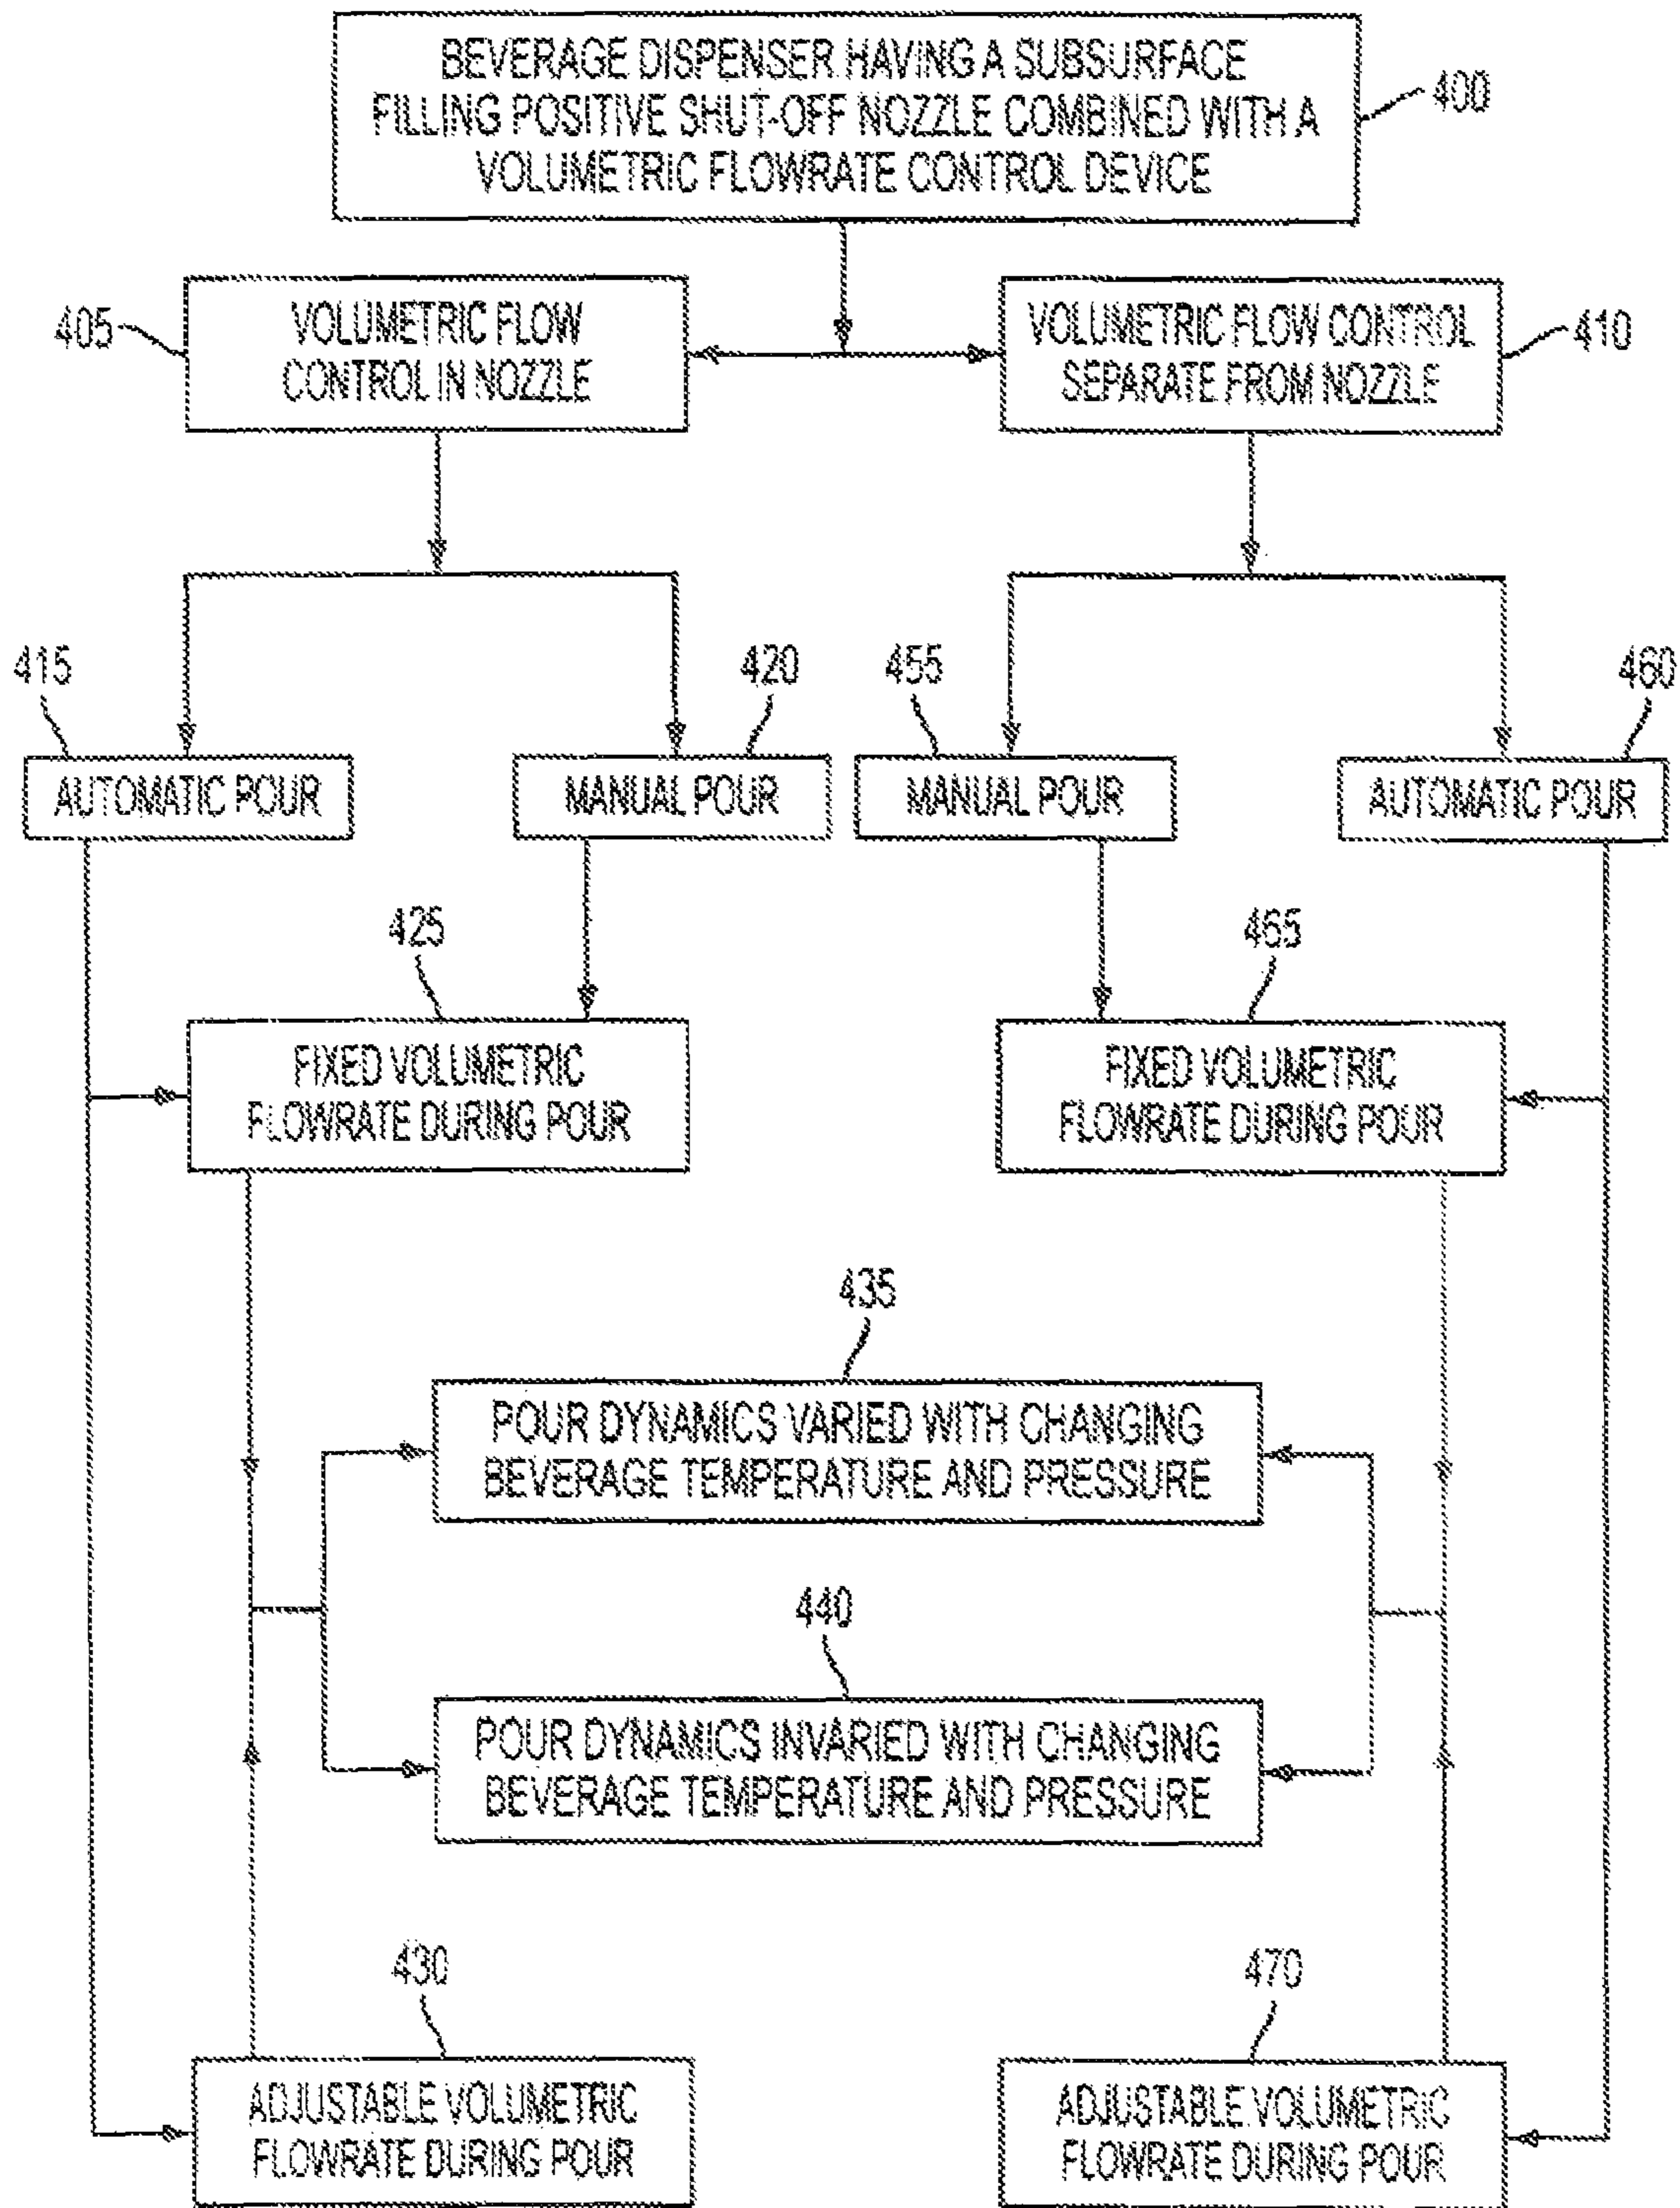 BEVERAGE DISPENSER HAVING A SUBSURFACE
FILLING POSITIVE SHUT-OFF NOZZLE COMBINED WITH A
VOLUMETRIC FLOWRATE CONTROL DEVICE
400
405
VOLUMETRIC FLOW
CONTROL IN NOZZLE
VOLUMETRIC FLOW CONTROL
SEPARATE FROM NOZZLE
410
415
420
455
460
AUTOMATIC POUR
MANUAL POUR
MANUAL POUR
AUTOMATIC POUR
425
465
FIXED VOLUMETRIC
FLOWRATE DURING POUR
FIXED VOLUMETRIC
FLOWRATE DURING POUR
435
POUR DYNAMICS VARIED WITH CHANGING
BEVERAGE TEMPERATURE AND PRESSURE
440
POUR DYNAMICS INVARIED WITH CHANGING
BEVERAGE TEMPERATURE AND PRESSURE
430
470
ADJUSTABLE VOLUMETRIC
FLOWRATE DURING POUR
ADJUSTABLE VOLUMETRIC
FLOWRATE DURING POUR